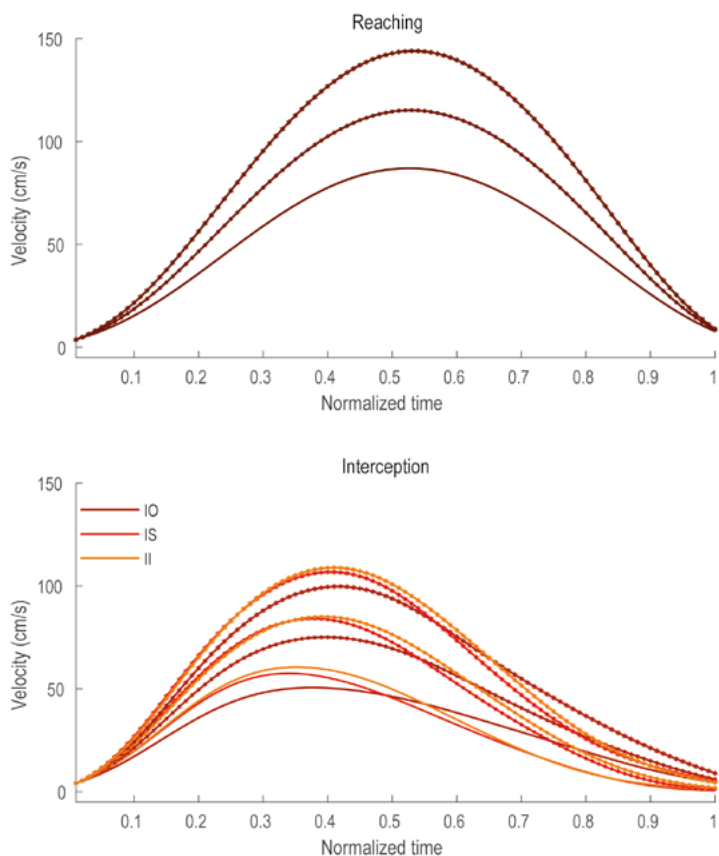 Reaching
150
100
50
0
Velocity (cm/s)
0.1 0.2 0.3 0.4 0.5 0.6 0.7 0.8 0.9 1
Normalized time
Interception
150
100
50
0
Velocity (cm/s)
IO
IS
II
0.1 0.2 0.3 0.4 0.5 0.6 0.7 0.8 0.9 1
Normalized time